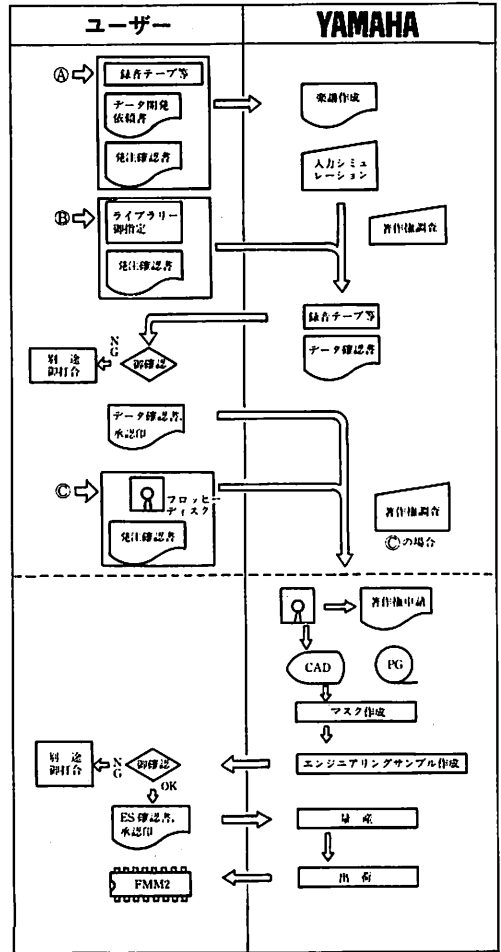 ユーザー
YAMAHA
Ⓐ
録音テープ等
データ開発
依頼書
発注確認書
楽譜作成
入力シミュ
レーション
Ⓑ
ライブラリー
御指定
発注確認書
著作権調査
録音テープ等
データ確認書
御確認
NG
別途
御打合
データ確認書,
承認印
Ⓒ
フロッピー
ディスク
発注確認書
著作権調査
Ⓒの場合
著作権申請
CAD
PG
マスク作成
エンジニアリングサンプル作成
御確認
NG
別途
御打合
OK
ES確認書,
承認印
量産
出荷
FMM2